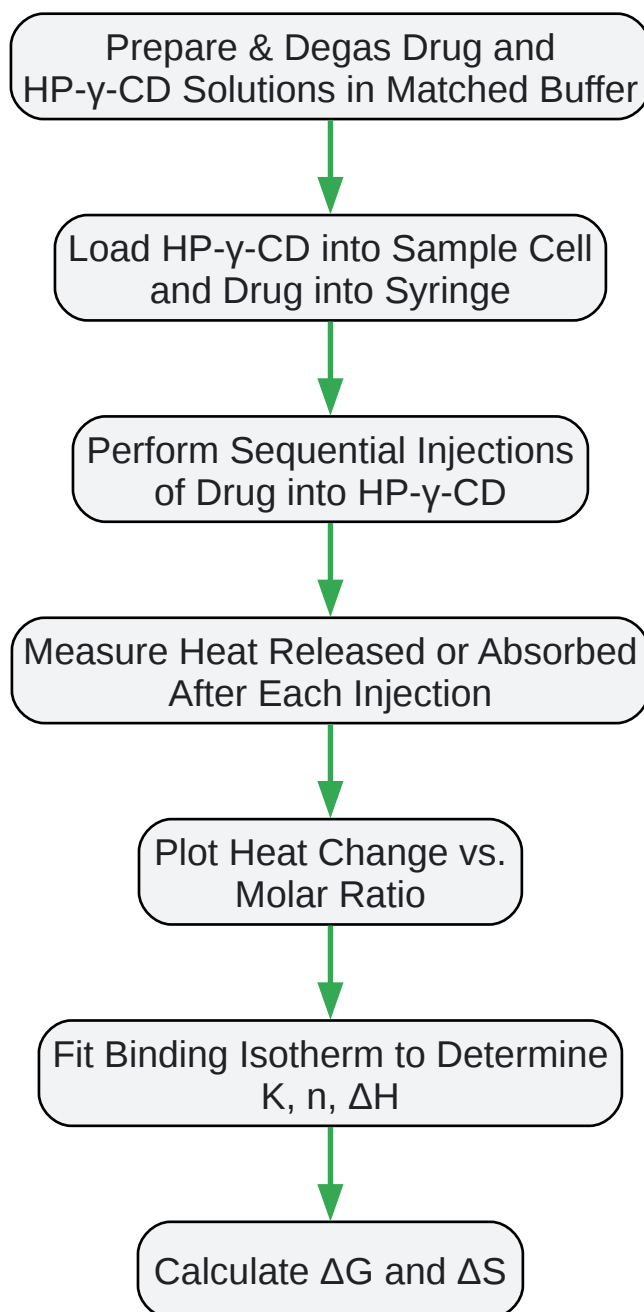 Prepare & Degas Drug and
HP-γ-CD Solutions in Matched Buffer
Load HP-γ-CD into Sample Cell
and Drug into Syringe
Perform Sequential Injections
of Drug into HP-γ-CD
Measure Heat Released or Absorbed
After Each Injection
Plot Heat Change vs.
Molar Ratio
Fit Binding Isotherm to Determine
K, n, ΔH
Calculate ΔG and ΔS